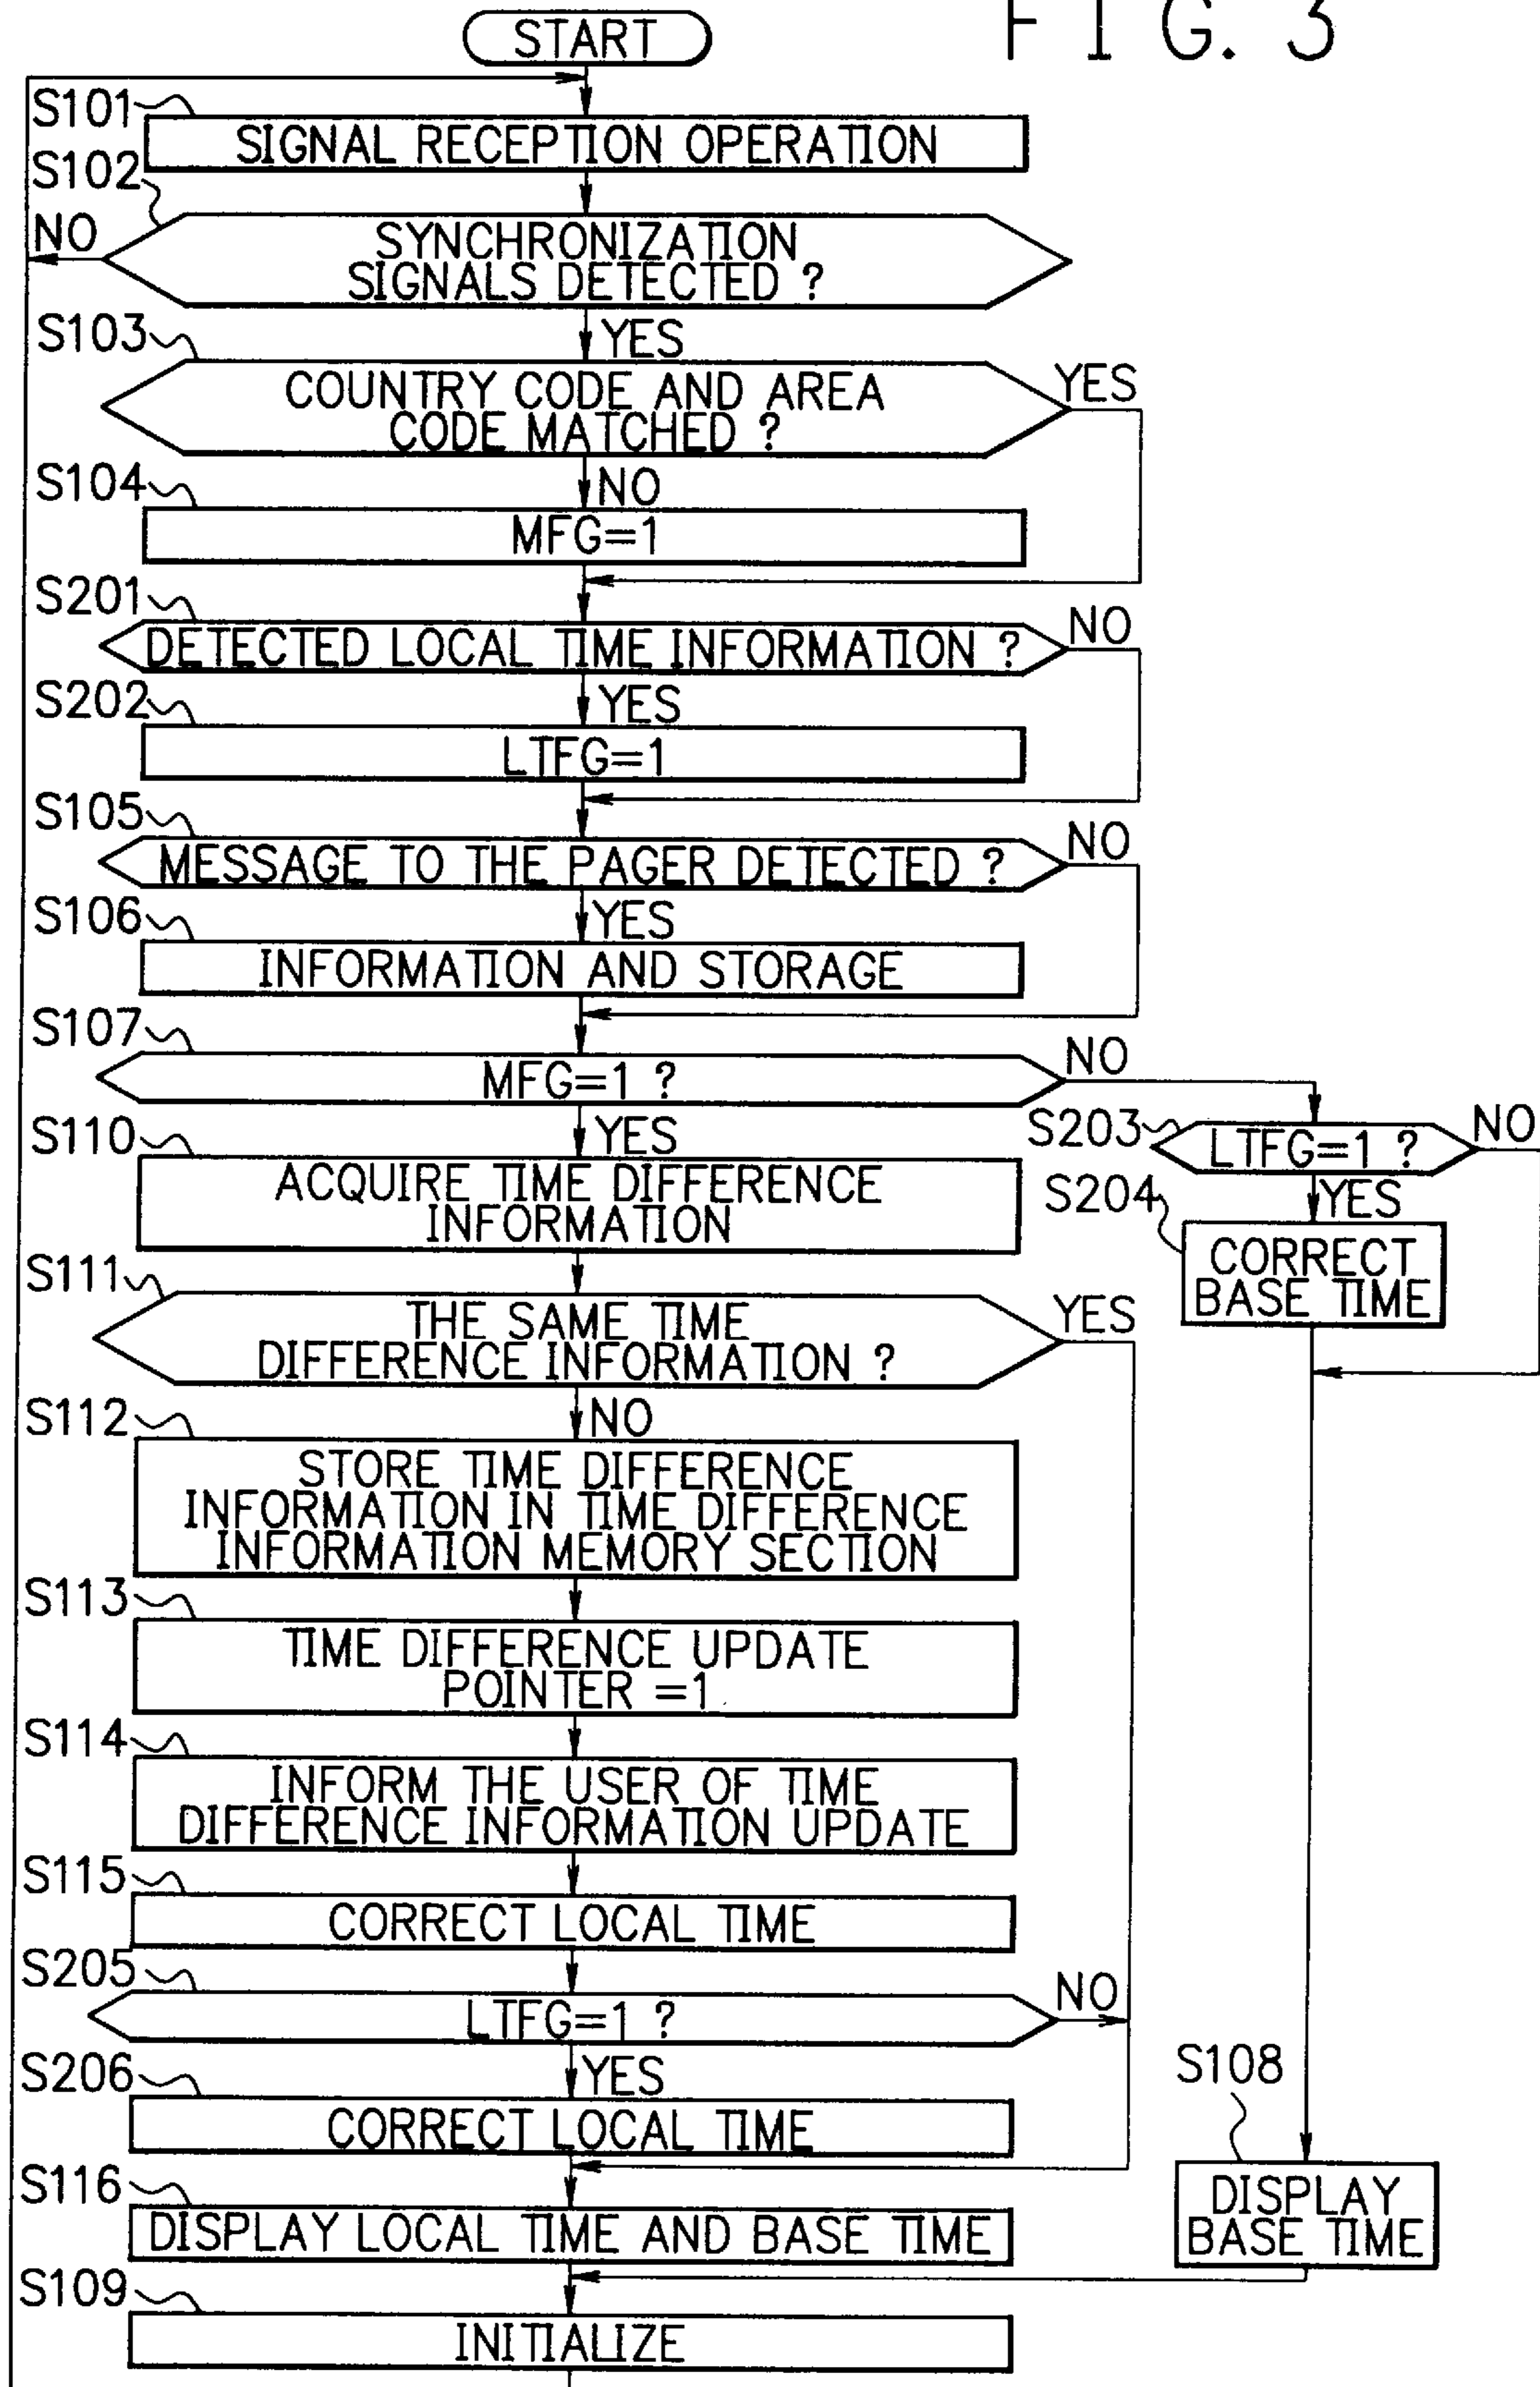 FIG. 3
START
S101
SIGNAL RECEPTION OPERATION
S102
NO
SYNCHRONIZATION
SIGNALS DETECTED ?
YES
S103
COUNTRY CODE AND AREA
CODE MATCHED ?
YES
NO
S104
MFG=1
S201
DETECTED LOCAL TIME INFORMATION ?
NO
YES
S202
LTFG=1
S105
MESSAGE TO THE PAGER DETECTED ?
NO
YES
S106
INFORMATION AND STORAGE
S107
MFG=1 ?
NO
YES
S203
LTFG=1 ?
NO
YES
S204
CORRECT
BASE TIME
S110
ACQUIRE TIME DIFFERENCE
INFORMATION
S111
THE SAME TIME
DIFFERENCE INFORMATION ?
YES
NO
S112
STORE TIME DIFFERENCE
INFORMATION IN TIME DIFFERENCE
INFORMATION MEMORY SECTION
S113
TIME DIFFERENCE UPDATE
POINTER =1
S114
INFORM THE USER OF TIME
DIFFERENCE INFORMATION UPDATE
S115
CORRECT LOCAL TIME
S205
LTFG=1 ?
NO
YES
S206
CORRECT LOCAL TIME
S108
DISPLAY
BASE TIME
S116
DISPLAY LOCAL TIME AND BASE TIME
S109
INITIALIZE